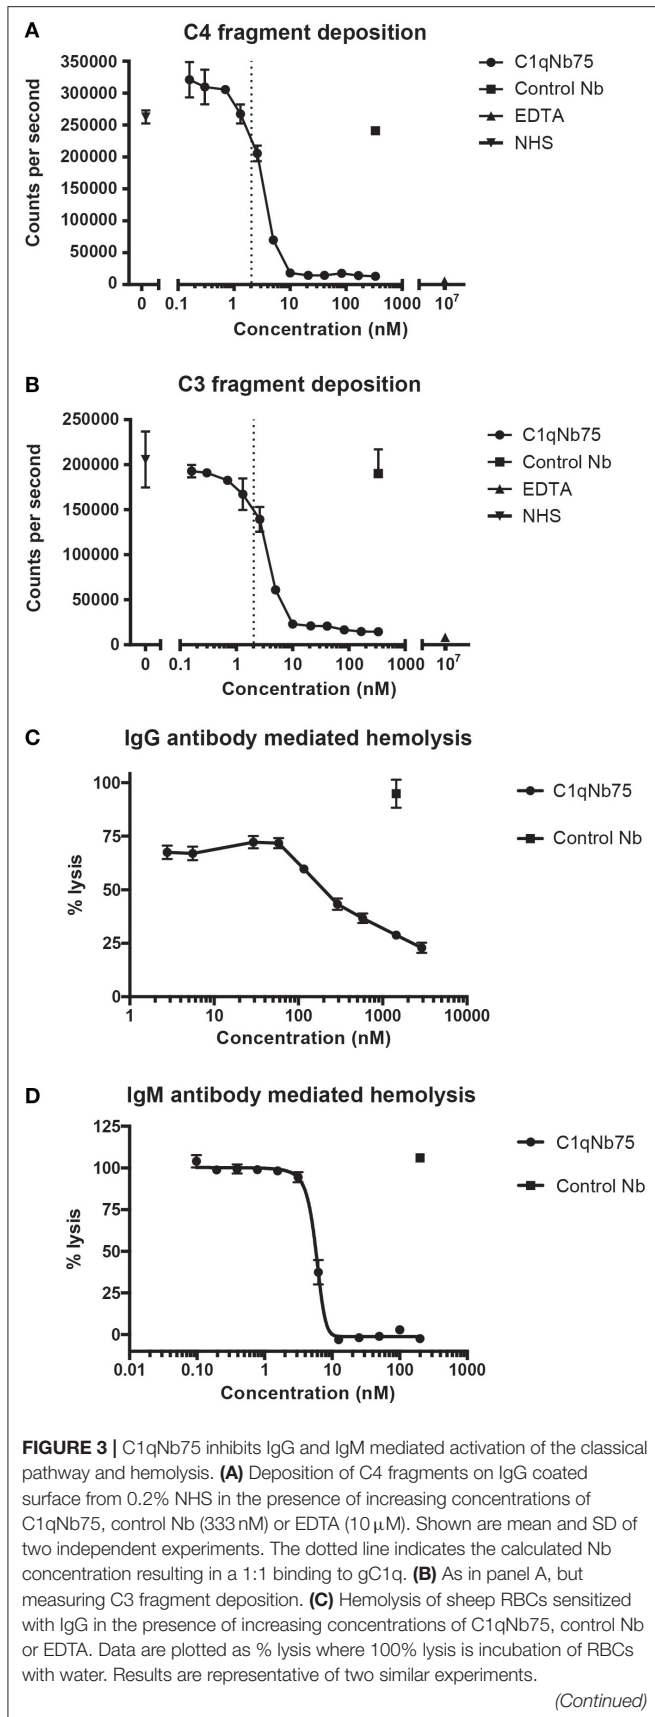 A
C4 fragment deposition
350000
300000
250000
200000
150000
100000
50000
0
Counts per second
0 0.1 1 10 100 1000 10⁷
Concentration (nM)
C1qNb75
Control Nb
EDTA
NHS
B
C3 fragment deposition
250000
200000
150000
100000
50000
0
Counts per second
0 0.1 1 10 100 1000 10⁷
Concentration (nM)
C1qNb75
Control Nb
EDTA
NHS
C
IgG antibody mediated hemolysis
100
75
50
25
0
% lysis
1 10 100 1000 10000
Concentration (nM)
C1qNb75
Control Nb
D
IgM antibody mediated hemolysis
125
100
75
50
25
0
% lysis
0.01 0.10 1 10 100 1000
Concentration (nM)
C1qNb75
Control Nb
FIGURE 3 | C1qNb75 inhibits IgG and IgM mediated activation of the classical
pathway and hemolysis. (A) Deposition of C4 fragments on IgG coated
surface from 0.2% NHS in the presence of increasing concentrations of
C1qNb75, control Nb (333 nM) or EDTA (10 μM). Shown are mean and SD of
two independent experiments. The dotted line indicates the calculated Nb
concentration resulting in a 1:1 binding to gC1q. (B) As in panel A, but
measuring C3 fragment deposition. (C) Hemolysis of sheep RBCs sensitized
with IgG in the presence of increasing concentrations of C1qNb75, control Nb
or EDTA. Data are plotted as % lysis where 100% lysis is incubation of RBCs
with water. Results are representative of two similar experiments.
(Continued)